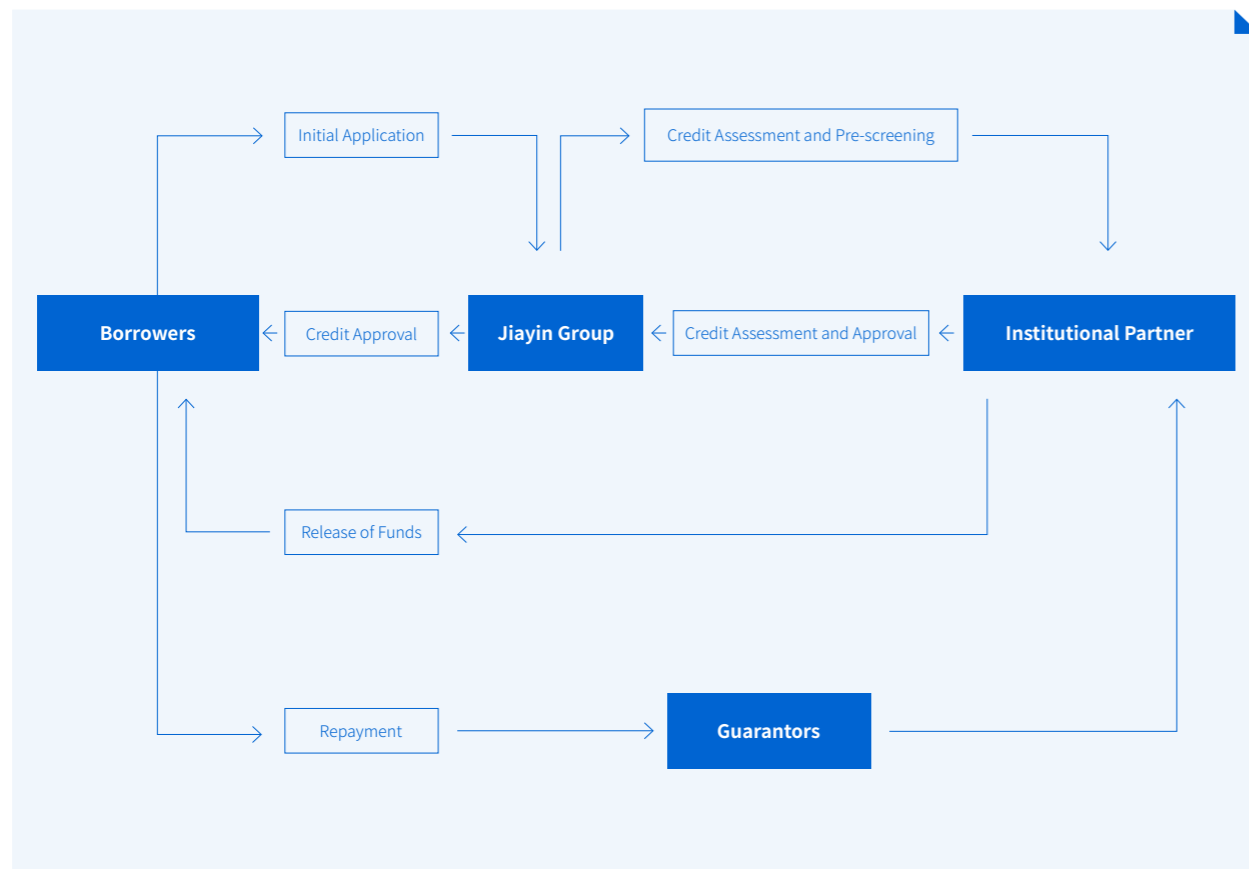 Initial Application
Credit Assessment and Pre-screening
Borrowers
Credit Approval
Jiayin Group
Credit Assessment and Approval
Institutional Partner
Release of Funds
Repayment
Guarantors